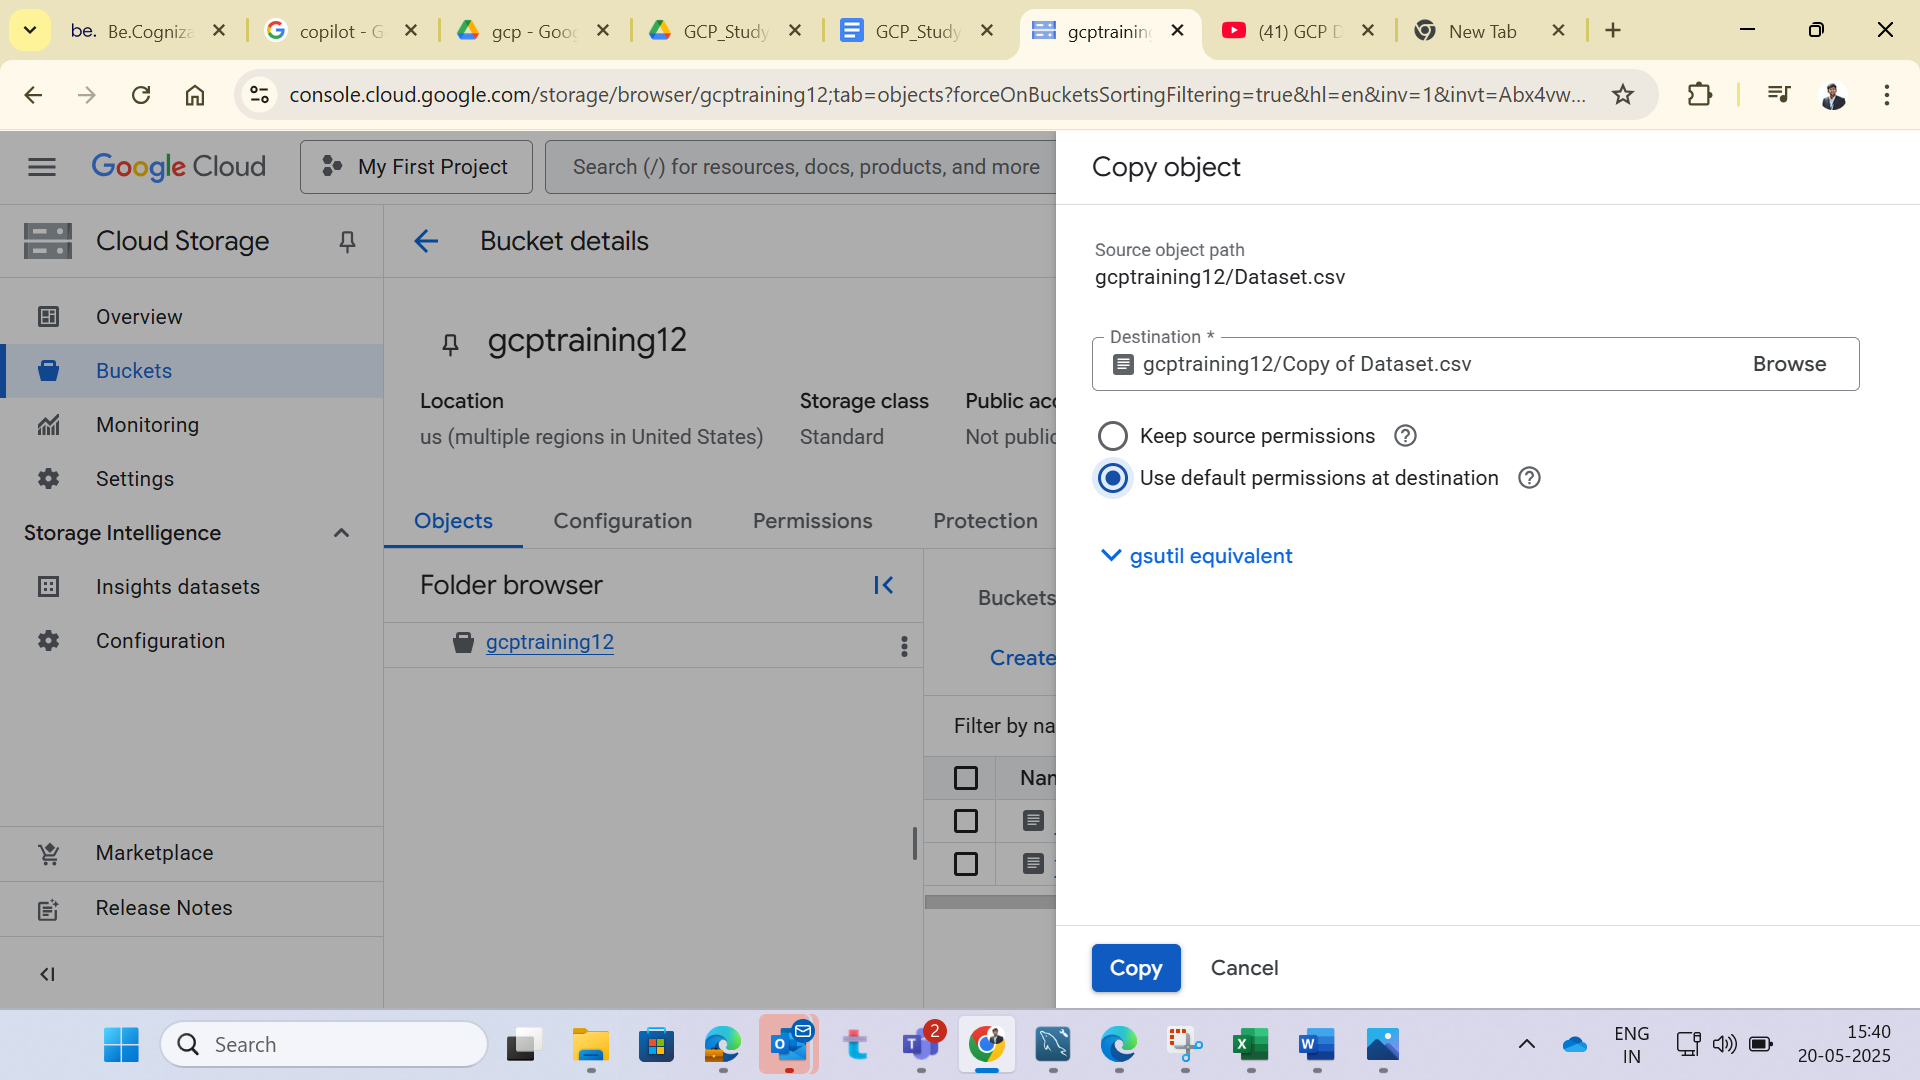 be. Be.Cogniza
copilot - G
gcp - Goog
GCP_Study
GCP_Study
gcptraining
(41) GCP D
New Tab
console.cloud.google.com/storage/browser/gcptraining12;tab=objects?forceOnBucketsSortingFiltering=true&hl=en&inv=1&invt=Abx4vw...
Google Cloud
My First Project
Search (/) for resources, docs, products, and more
Cloud Storage
Overview
Buckets
Monitoring
Settings
Storage Intelligence
Insights datasets
Configuration
Marketplace
Release Notes
Bucket details
gcptraining12
Location
us (multiple regions in United States)
Storage class
Standard
Public acc
Not public
Objects Configuration Permissions Protection
Folder browser
gcptraining12
Buckets
Create
Filter by na
Nam
Copy object
Source object path
gcptraining12/Dataset.csv
Destination *
gcptraining12/Copy of Dataset.csv
Browse
Keep source permissions
Use default permissions at destination
gsutil equivalent
Copy Cancel
Search
2
ENG
IN
15:40
20-05-2025